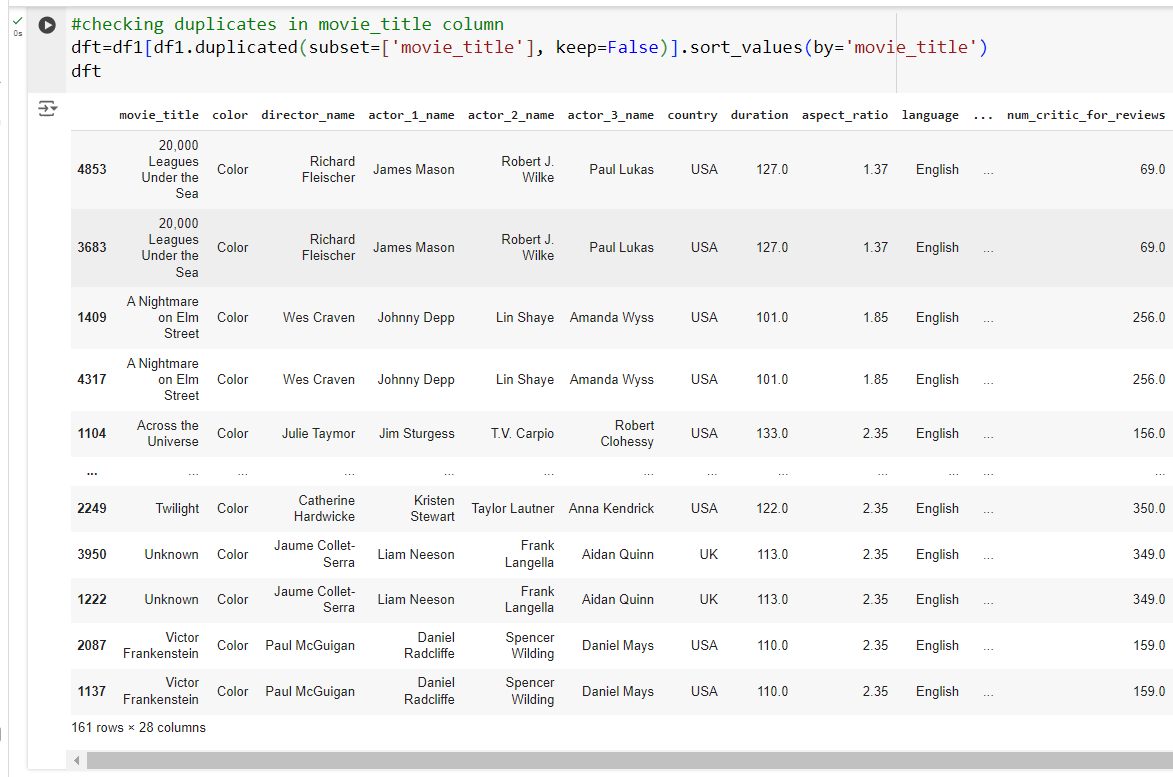 0s
#checking duplicates in movie_title column
dft=df1[df1.duplicated(subset=['movie_title'], keep=False)].sort_values(by='movie_title')
dft
movie_title color director_name actor_1_name actor_2_name actor_3_name country duration aspect_ratio language ... num_critic_for_reviews
4853 20,000 Leagues Under the Sea Color Richard Fleischer James Mason Robert J. Wilke Paul Lukas USA 127.0 1.37 English ... 69.0
3683 20,000 Leagues Under the Sea Color Richard Fleischer James Mason Robert J. Wilke Paul Lukas USA 127.0 1.37 English ... 69.0
1409 A Nightmare on Elm Street Color Wes Craven Johnny Depp Lin Shaye Amanda Wyss USA 101.0 1.85 English ... 256.0
4317 A Nightmare on Elm Street Color Wes Craven Johnny Depp Lin Shaye Amanda Wyss USA 101.0 1.85 English ... 256.0
1104 Across the Universe Color Julie Taymor Jim Sturgess T.V. Carpio Robert Clohessy USA 133.0 2.35 English ... 156.0
... ... ... ... ... ... ... ... ... ... ... ... ...
2249 Twilight Color Catherine Hardwicke Kristen Stewart Taylor Lautner Anna Kendrick USA 122.0 2.35 English ... 350.0
3950 Unknown Color Jaume Collet-Serra Liam Neeson Frank Langella Aidan Quinn UK 113.0 2.35 English ... 349.0
1222 Unknown Color Jaume Collet-Serra Liam Neeson Frank Langella Aidan Quinn UK 113.0 2.35 English ... 349.0
2087 Victor Frankenstein Color Paul McGuigan Daniel Radcliffe Spencer Wilding Daniel Mays USA 110.0 2.35 English ... 159.0
1137 Victor Frankenstein Color Paul McGuigan Daniel Radcliffe Spencer Wilding Daniel Mays USA 110.0 2.35 English ... 159.0
161 rows × 28 columns